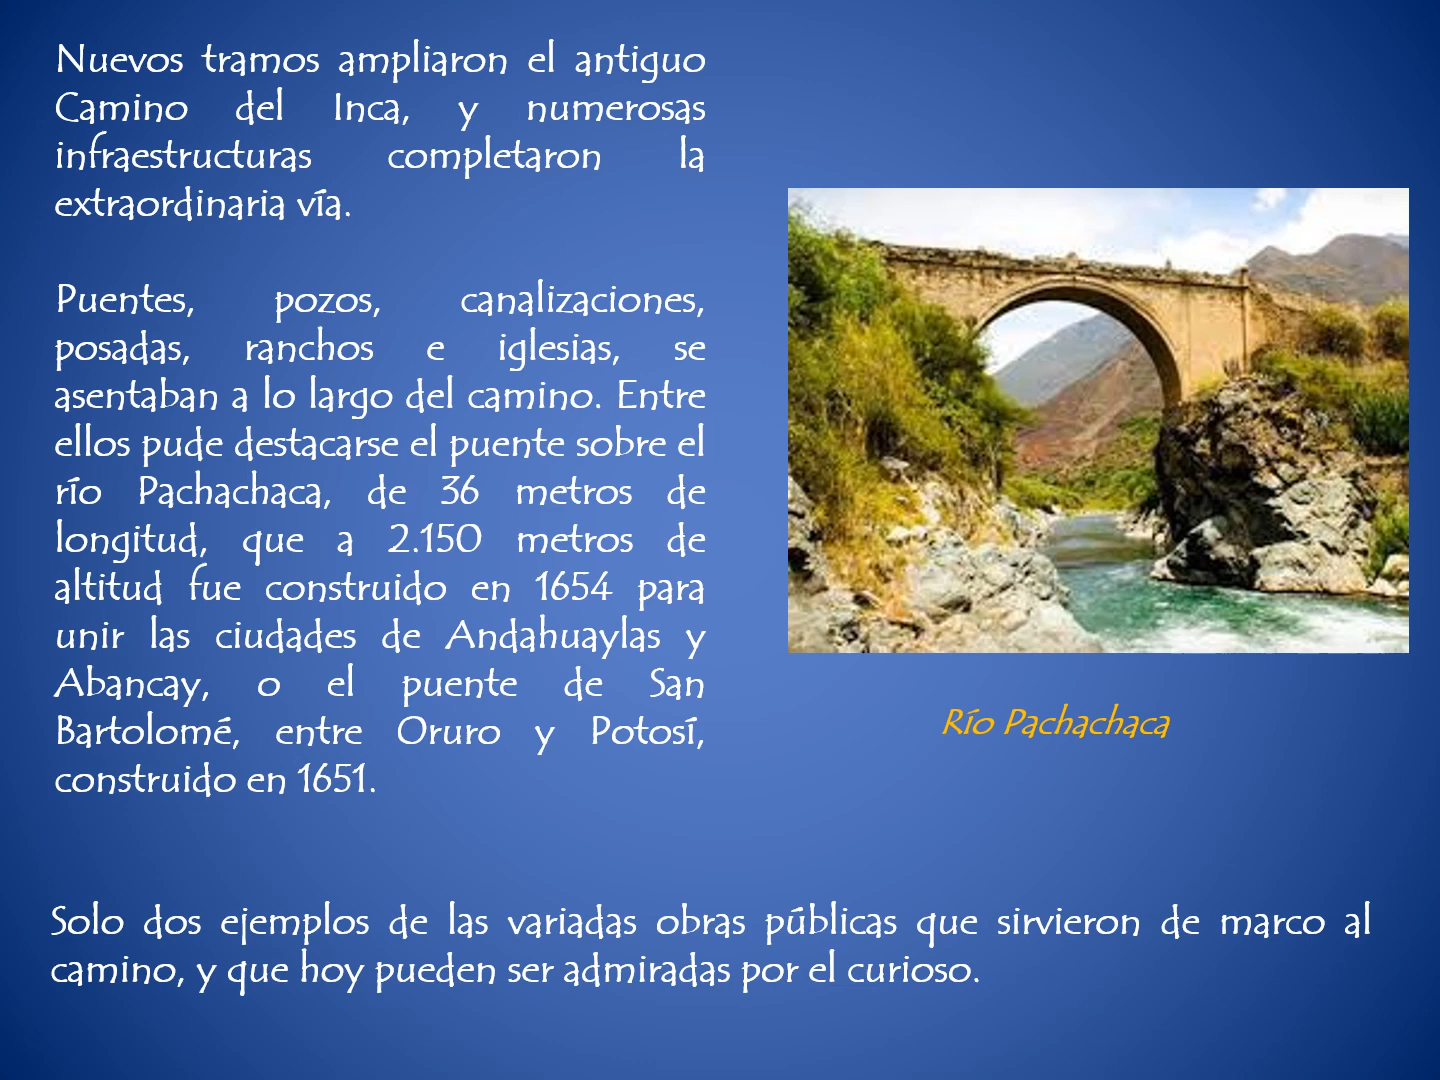 Nuevos tramos ampliaron el antiguo
Camino del Inca, y numerosas
infraestructuras completaron la
extraordinaria vía.
Puentes, pozos, canalizaciones,
posadas, ranchos e iglesias, se
asentaban a lo largo del camino. Entre
ellos pude destacarse el puente sobre el
río Pachachaca, de 36 metros de
longitud, que a 2.150 metros de
altitud fue construido en 1654 para
unir las ciudades de Andahuaylas y
Abancay, o el puente de San
Bartolomé, entre Oruro y Potosí,
construido en 1651.
Río Pachachaca
Solo dos ejemplos de las variadas obras públicas que sirvieron de marco al
camino, y que hoy pueden ser admiradas por el curioso.